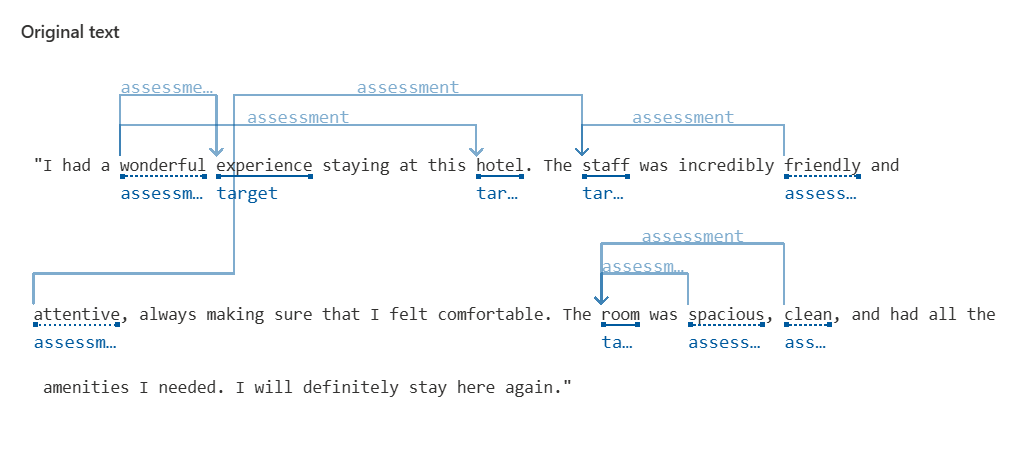 Original text
assessme… assessment
assessment assessment
"I had a wonderful experience staying at this hotel. The staff was incredibly friendly and
assessm… target tar… tar… assess…
assessment
assessm…
attentive, always making sure that I felt comfortable. The room was spacious, clean, and had all the
assessm… ta… assess… ass…
amenities I needed. I will definitely stay here again."